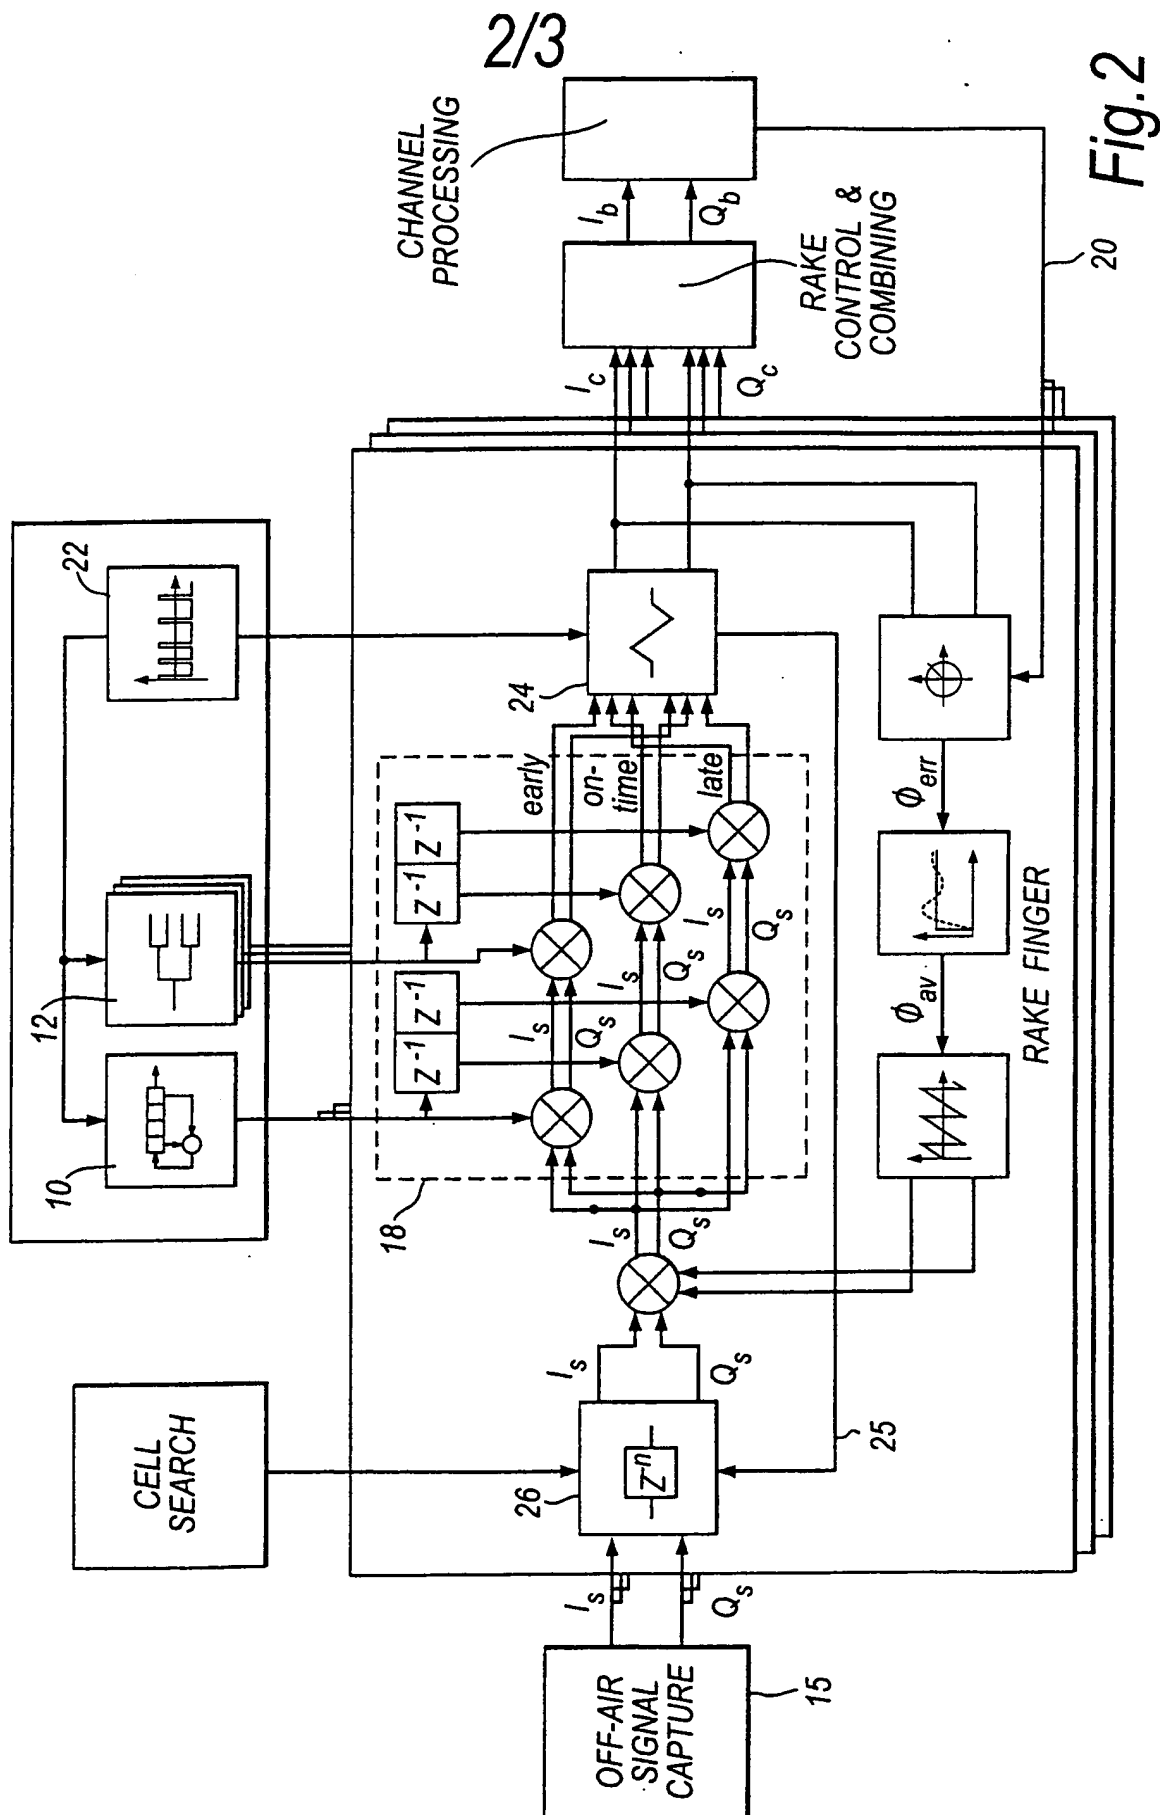 2/3
CELL
SEARCH
10
12
22
OFF-AIR
SIGNAL
CAPTURE
15
I_s
Q_s
26
Z^-n
I_s
Q_s
25
18
I_s
Q_s
Z^-1
Z^-1
Z^-1
Z^-1
I_s
Q_s
I_s
Q_s
I_s
Q_s
early
on-
time
late
24
Φ_av
Φ_err
RAKE FINGER
I_c
Q_c
RAKE
CONTROL &
COMBINING
I_b
Q_b
CHANNEL
PROCESSING
20
Fig.2